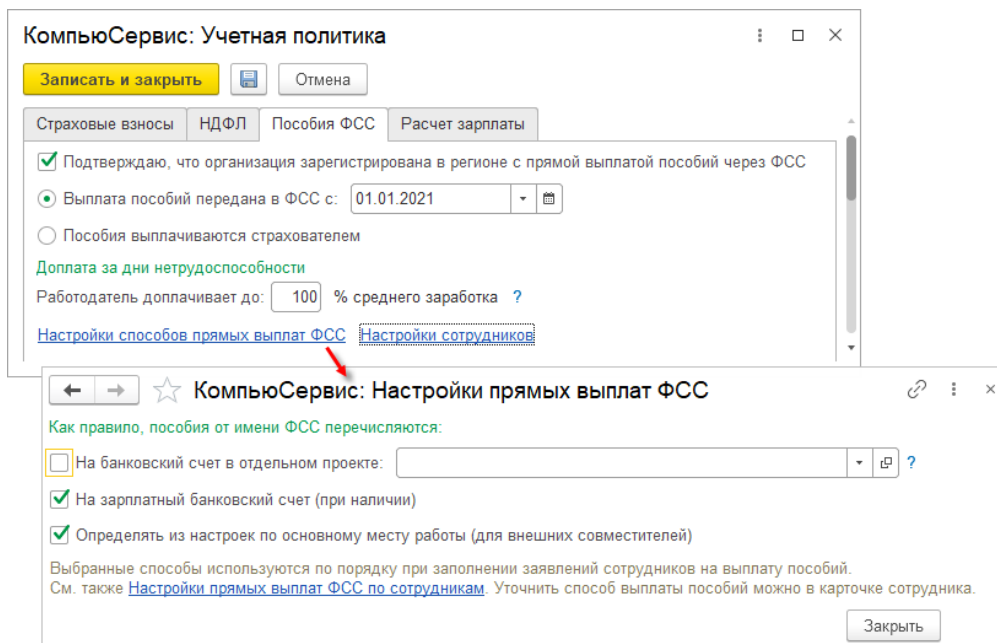 КомпьюСервис: Учетная политика
Записать и закрыть Отмена
Страховые взносы НДФЛ Пособия ФСС Расчет зарплаты
Подтверждаю, что организация зарегистрирована в регионе с прямой выплатой пособий через ФСС
Выплата пособий передана в ФСС с: 01.01.2021
Пособия выплачиваются страхователем
Доплата за дни нетрудоспособности
Работодатель доплачивает до: 100 % среднего заработка ?
Настройки способов прямых выплат ФСС Настройки сотрудников
КомпьюСервис: Настройки прямых выплат ФСС
Как правило, пособия от имени ФСС перечисляются:
На банковский счет в отдельном проекте: ?
На зарплатный банковский счет (при наличии)
Определять из настроек по основному месту работы (для внешних совместителей)
Выбранные способы используются по порядку при заполнении заявлений сотрудников на выплату пособий.
См. также Настройки прямых выплат ФСС по сотрудникам. Уточнить способ выплаты пособий можно в карточке сотрудника.
Закрыть